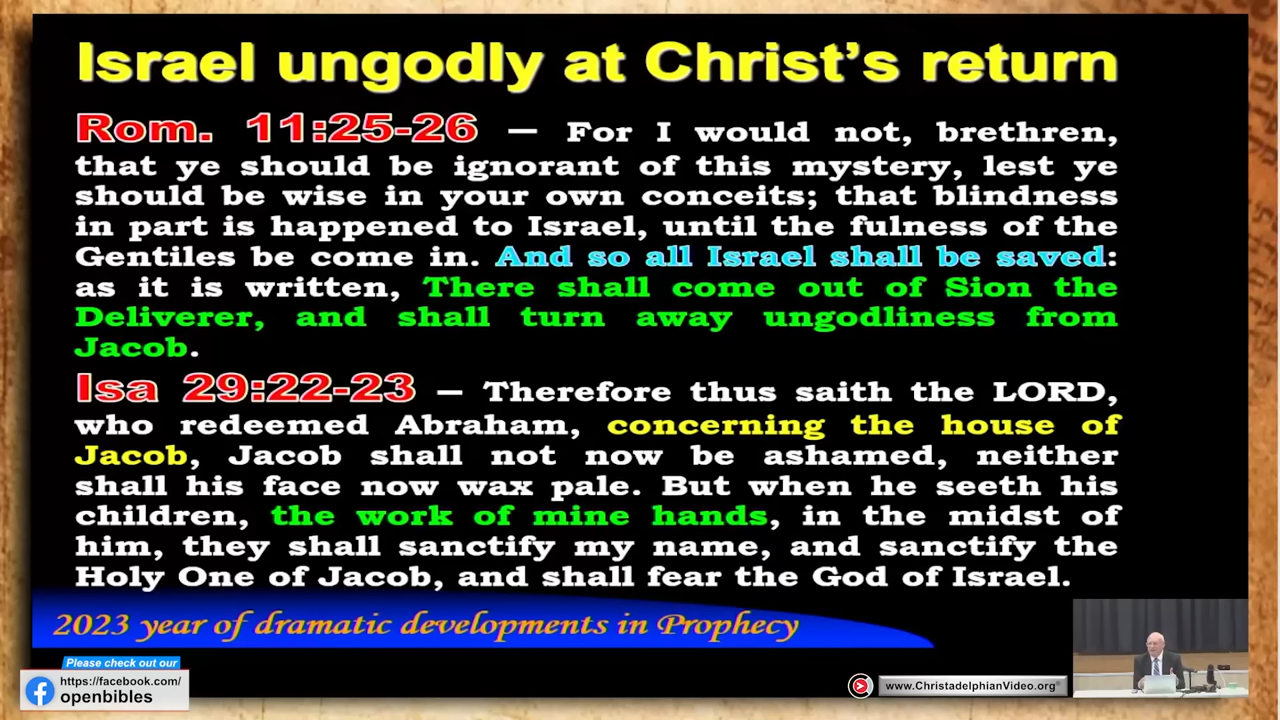 Israel ungodly at Christ's return
Rom. 11:25-26 – For I would not, brethren,
that ye should be ignorant of this mystery, lest ye
should be wise in your own conceits; that blindness
in part is happened to Israel, until the fulness of the
Gentiles be come in. And so all Israel shall be saved:
as it is written, There shall come out of Sion the
Deliverer, and shall turn away ungodliness from
Jacob.
Isa 29:22-23 – Therefore thus saith the LORD,
who redeemed Abraham, concerning the house of
Jacob, Jacob shall not now be ashamed, neither
shall his face now wax pale. But when he seeth his
children, the work of mine hands, in the midst of
him, they shall sanctify my name, and sanctify the
Holy One of Jacob, and shall fear the God of Israel.
2023 year of dramatic developments in Prophecy
Please check out our
https://facebook.com/
openbibles
www.ChristadelphianVideo.org